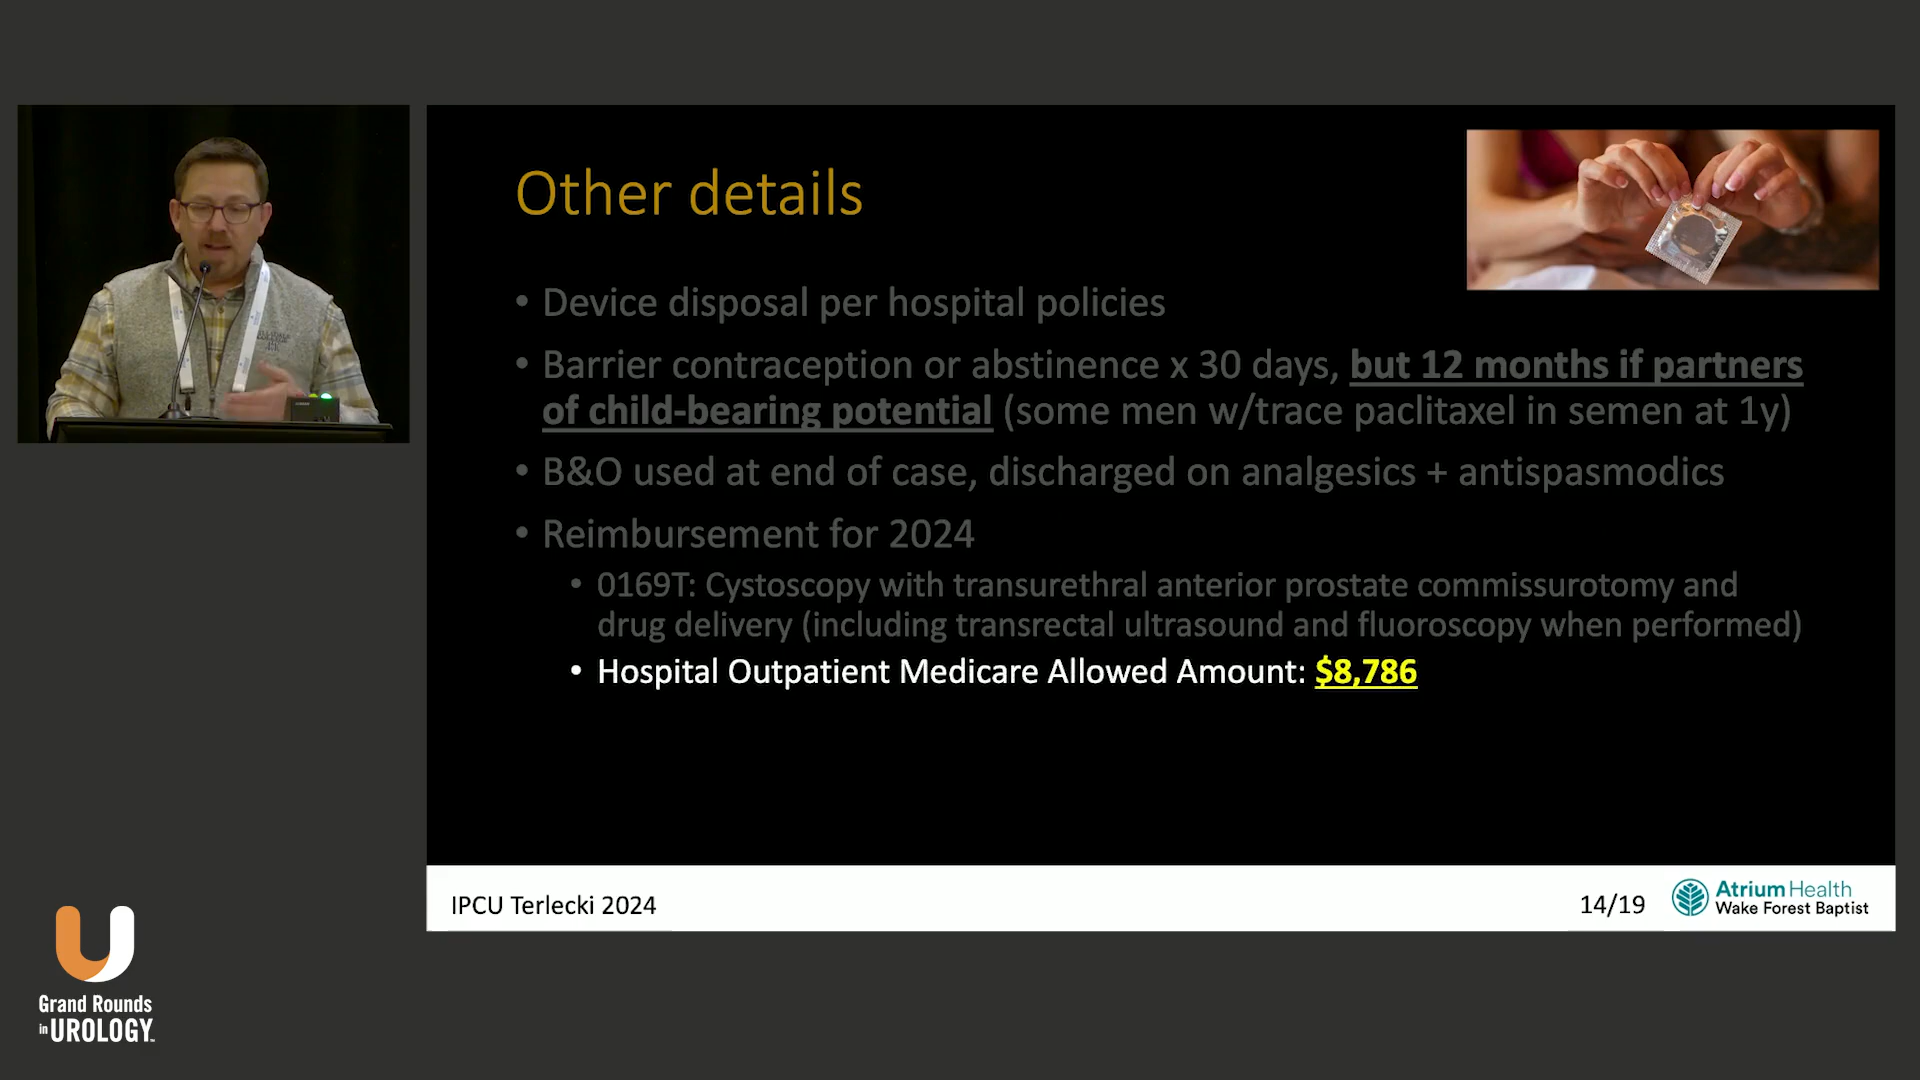 Other details
• Device disposal per hospital policies
• Barrier contraception or abstinence x 30 days, but 12 months if partners
of child-bearing potential (some men w/trace paclitaxel in semen at 1y)
• B&O used at end of case, discharged on analgesics + antispasmodics
• Reimbursement for 2024
• 0169T: Cystoscopy with transurethral anterior prostate commissurotomy and
drug delivery (including transrectal ultrasound and fluoroscopy when performed)
• Hospital Outpatient Medicare Allowed Amount: $8,786
IPCU Terlecki 2024
14/19
Atrium Health
Wake Forest Baptist
Grand Rounds
in UROLOGY™